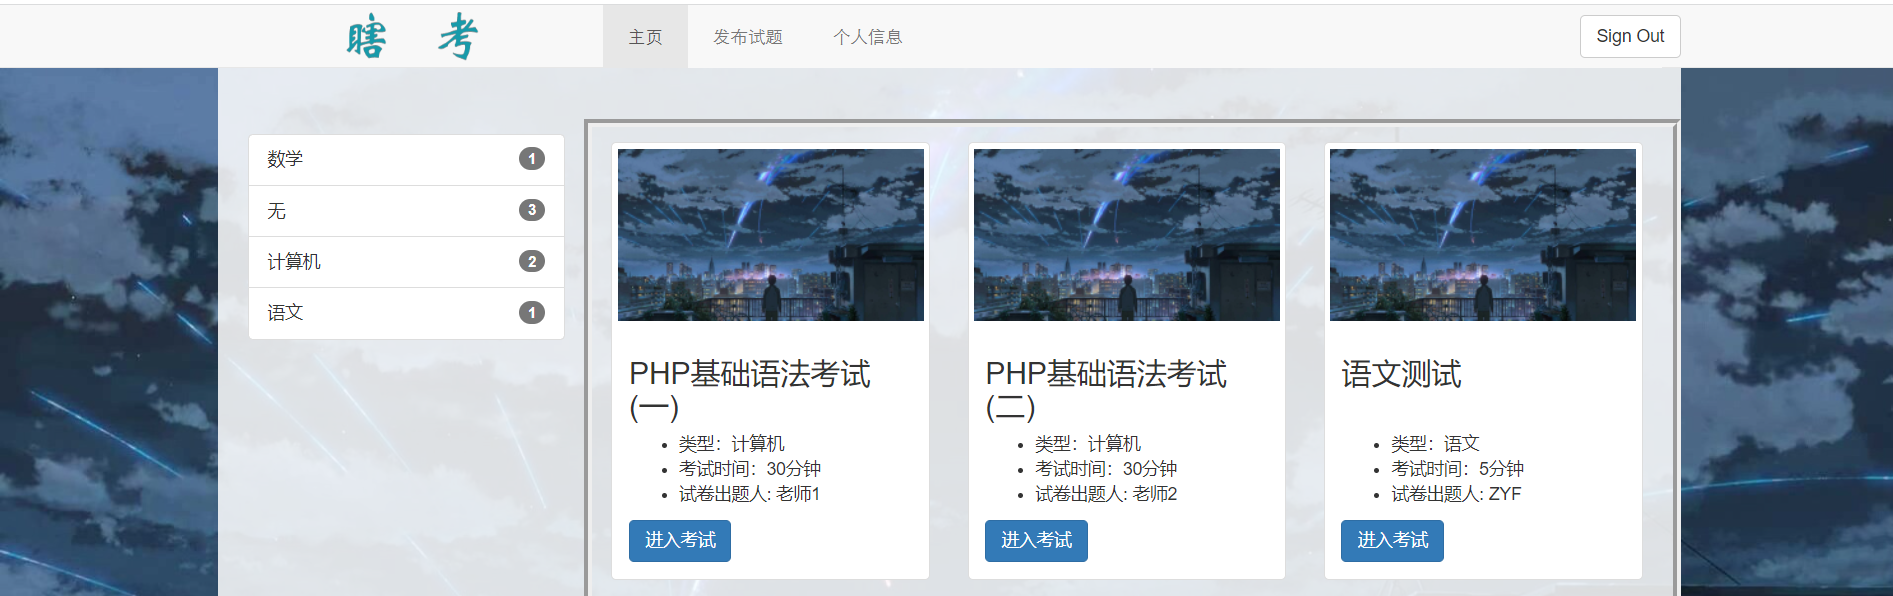 瞎 考
主页 发布试题 个人信息 Sign Out
数学 1
无 3
计算机 2
语文 1
PHP基础语法考试
(一)
类型：计算机
考试时间：30分钟
试卷出题人: 老师1
进入考试
PHP基础语法考试
(二)
类型：计算机
考试时间：30分钟
试卷出题人: 老师2
进入考试
语文测试
类型：语文
考试时间：5分钟
试卷出题人: ZYF
进入考试